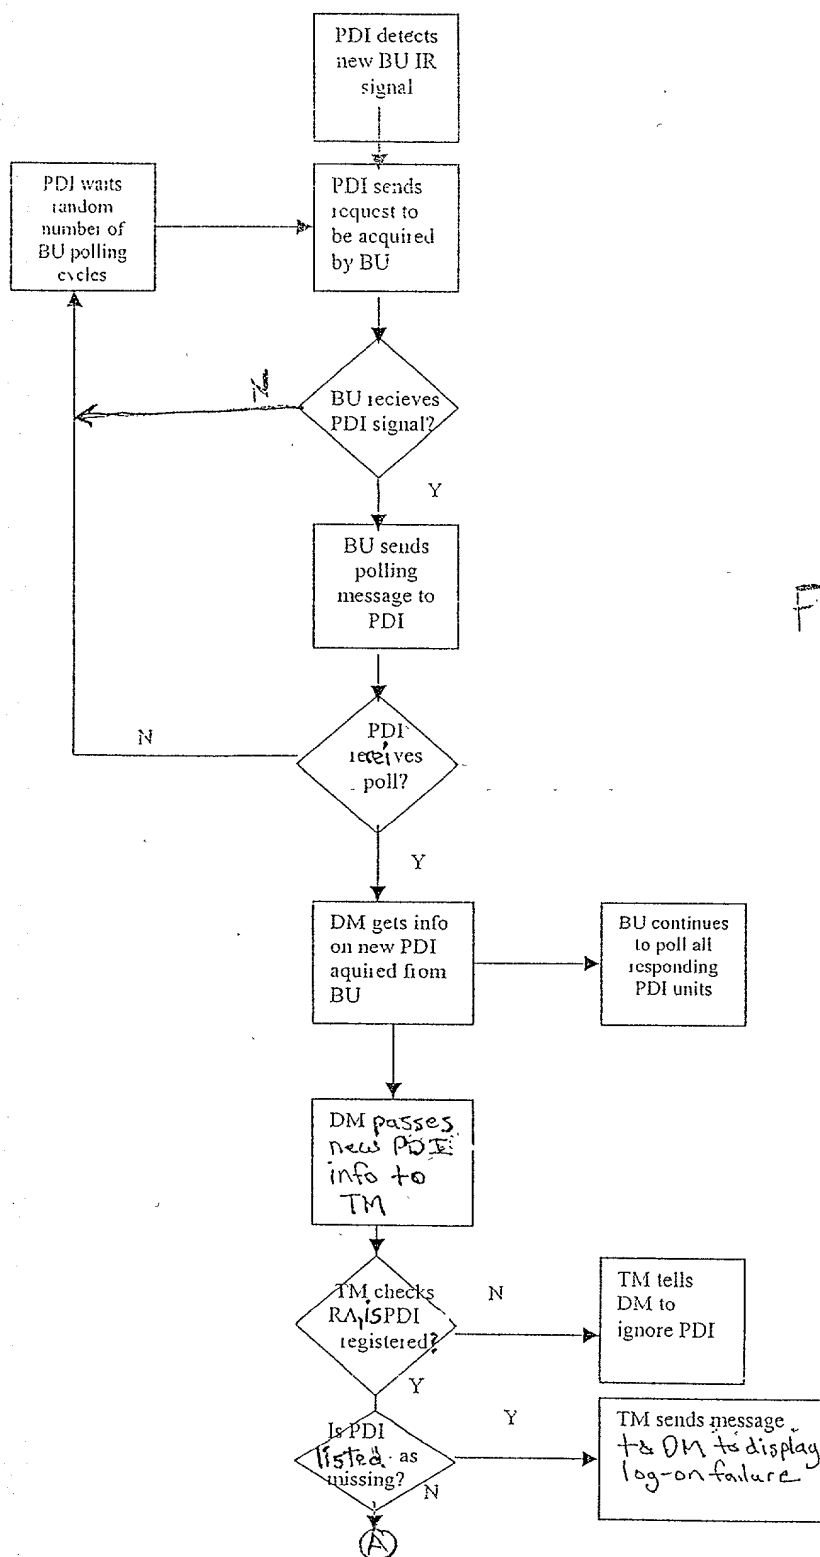 PDI detects
new BU IR
signal
PDI waits
random
number of
BU polling
cycles
PDI sends
request to
be acquired
by BU
N
BU recieves
PDI signal?
Y
BU sends
polling
message to
PDI
F
PDI
receives
poll?
N
Y
DM gets info
on new PDI
aquired from
BU
BU continues
to poll all
responding
PDI units
DM passes
new PDI
info to
TM
TM checks
RA, is PDI
registered?
N
TM tells
DM to
ignore PDI
Y
Is PDI
listed as
missing?
Y
TM sends message
to DM to display
log-on failure
N
A